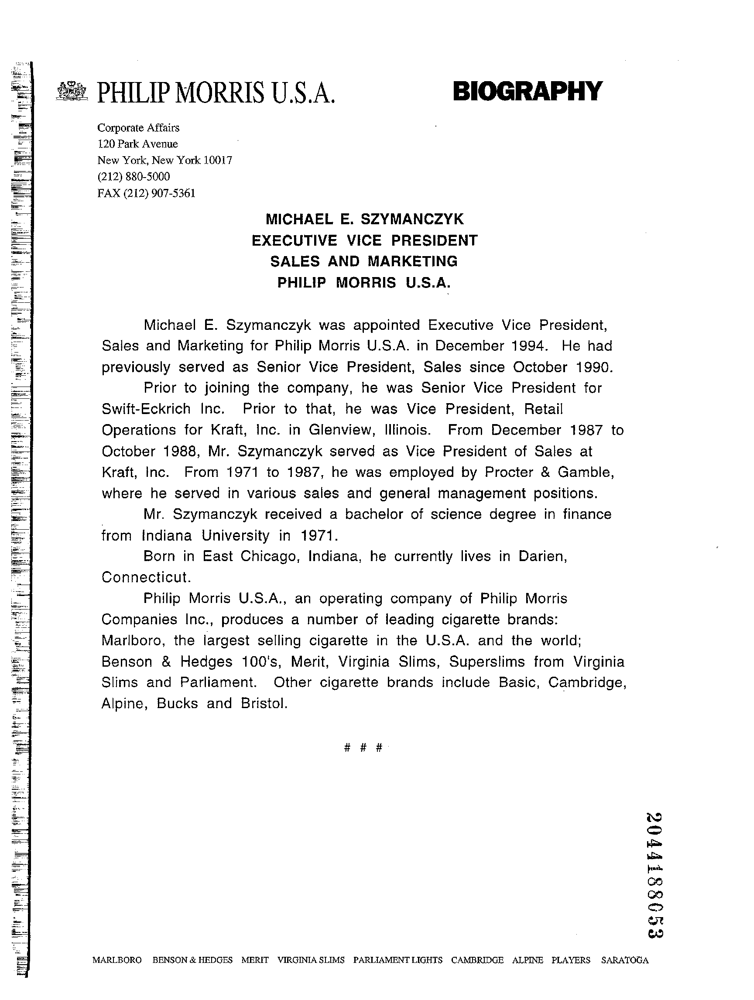 PHILIP MORRIS U.S.A.
BIOGRAPHY
Corporate Affairs
120 Park Avenue
New York, New York 10017
(212) 880-5000
FAX (212) 907-5361
MICHAEL E. SZYMANCZYK
EXECUTIVE VICE PRESIDENT
SALES AND MARKETING
PHILIP MORRIS U.S.A.
Michael E. Szymanczyk was appointed Executive Vice President,
Sales and Marketing for Philip Morris U.S.A. in December 1994. He had
previously served as Senior Vice President, Sales since October 1990.
Prior to joining the company, he was Senior Vice President for
Swift-Eckrich Inc. Prior to that, he was Vice President, Retail
Operations for Kraft, Inc. in Glenview, Illinois. From December 1987 to
October 1988, Mr. Szymanczyk served as Vice President of Sales at
Kraft, Inc. From 1971 to 1987, he was employed by Procter & Gamble,
where he served in various sales and general management positions.
Mr. Szymanczyk received a bachelor of science degree in finance
from Indiana University in 1971.
Born in East Chicago, Indiana, he currently lives in Darien,
Connecticut.
Philip Morris U.S.A., an operating company of Philip Morris
Companies Inc., produces a number of leading cigarette brands:
Marlboro, the largest selling cigarette in the U.S.A. and the world;
Benson & Hedges 100's, Merit, Virginia Slims, Superslims from Virginia
Slims and Parliament. Other cigarette brands include Basic, Cambridge,
Alpine, Bucks and Bristol.
# # #
2044188053
MARLBORO BENSON & HEDGES MERIT VIRGINIA SLIMS PARLIAMENT LIGHTS CAMBRIDGE ALPINE PLAYERS SARATOGA